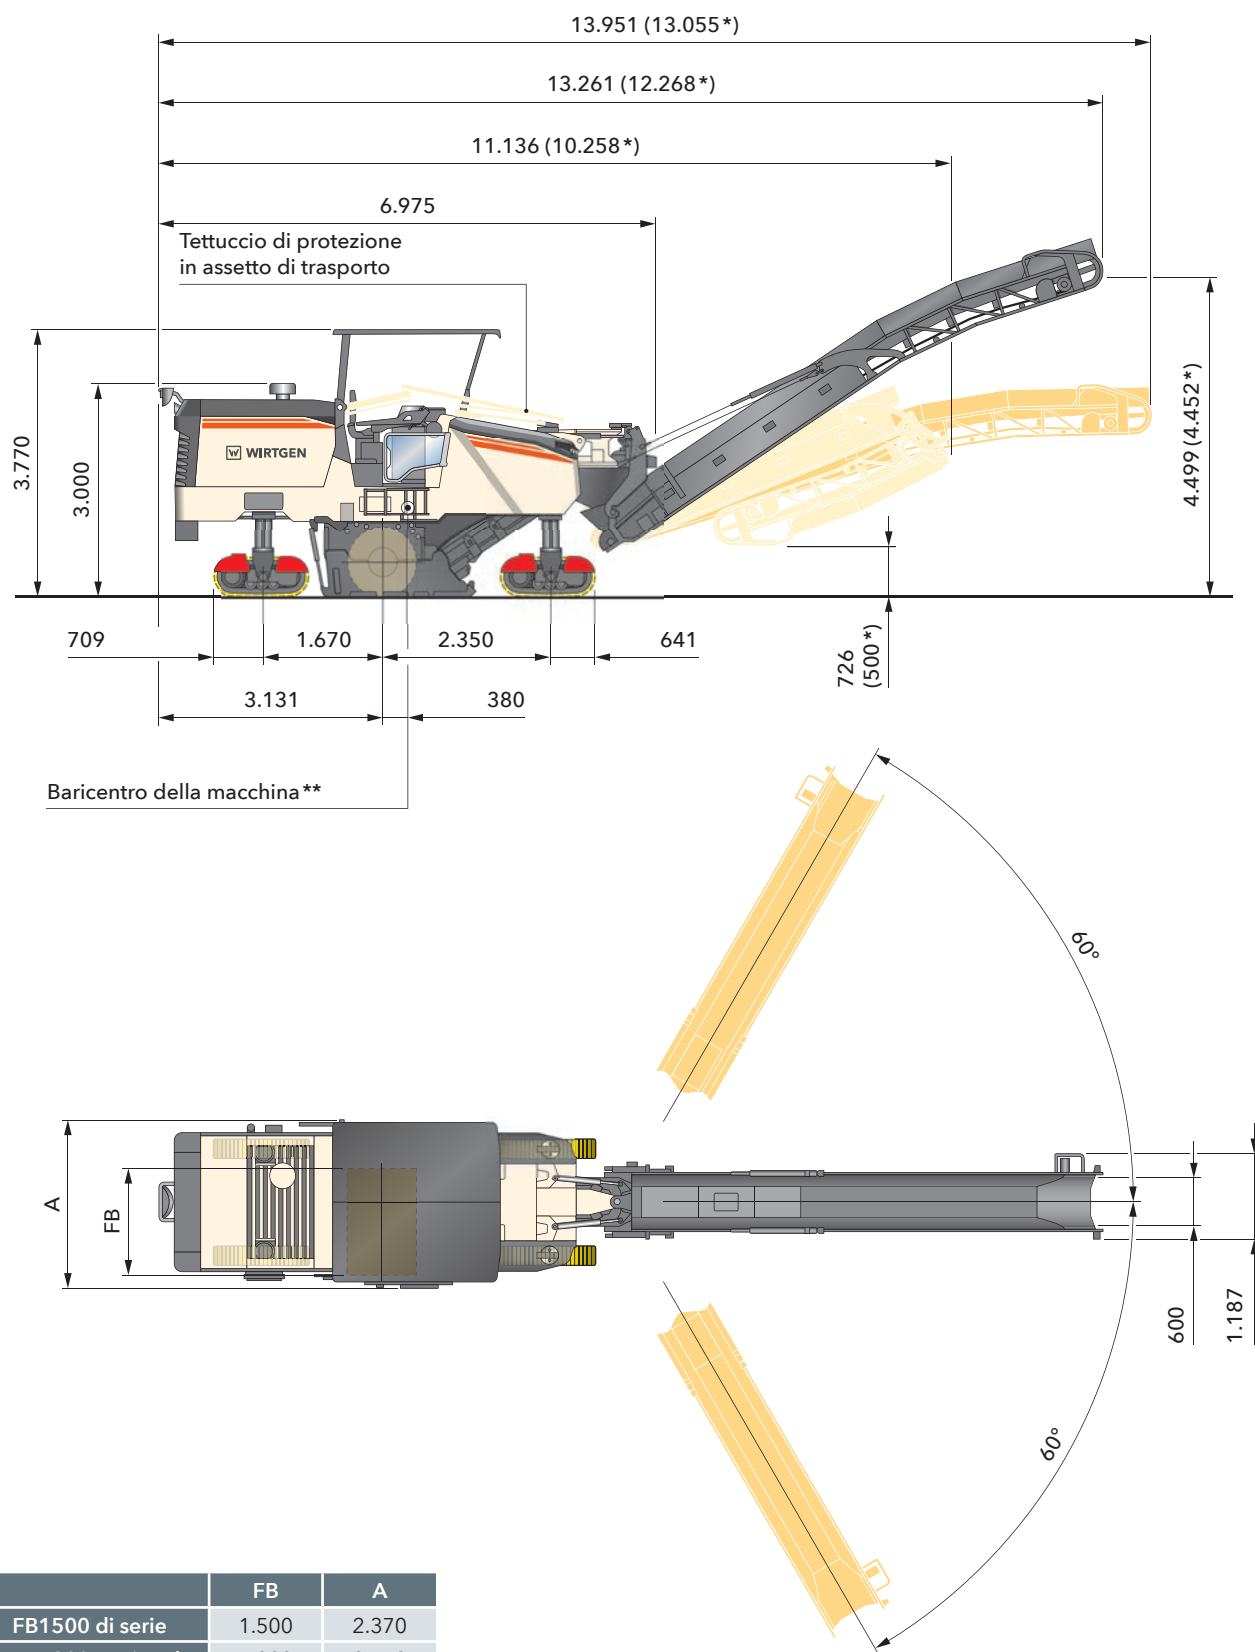 13.951 (13.055*)
13.261 (12.268*)
11.136 (10.258*)
6.975
Tettuccio di protezione
in assetto di trasporto
3.770
3.000
WIRTGEN
4.499 (4.452*)
709
1.670
2.350
641
726
(500*)
3.131
380
Baricentro della macchina**
60°
A
FB
600
1.187
60°
FB A
FB1500 di serie 1.500 2.370